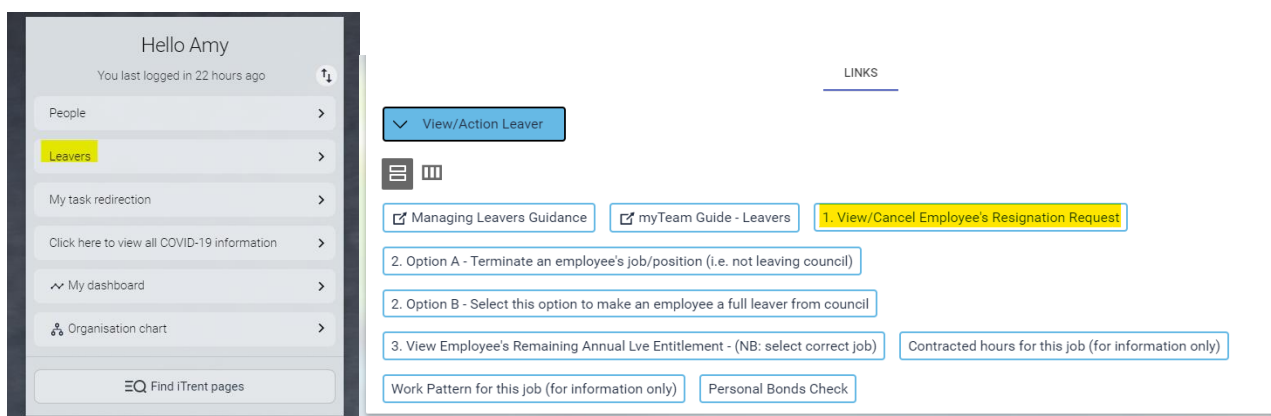 Hello Amy
You last logged in 22 hours ago
People
Leavers
My task redirection
Click here to view all COVID-19 information
My dashboard
Organisation chart
Find iTrent pages
LINKS
View/Action Leaver
Managing Leavers Guidance
myTeam Guide - Leavers
1. View/Cancel Employee's Resignation Request
2. Option A - Terminate an employee's job/position (i.e. not leaving council)
2. Option B - Select this option to make an employee a full leaver from council
3. View Employee's Remaining Annual Lve Entitlement - (NB: select correct job)
Contracted hours for this job (for information only)
Work Pattern for this job (for information only)
Personal Bonds Check